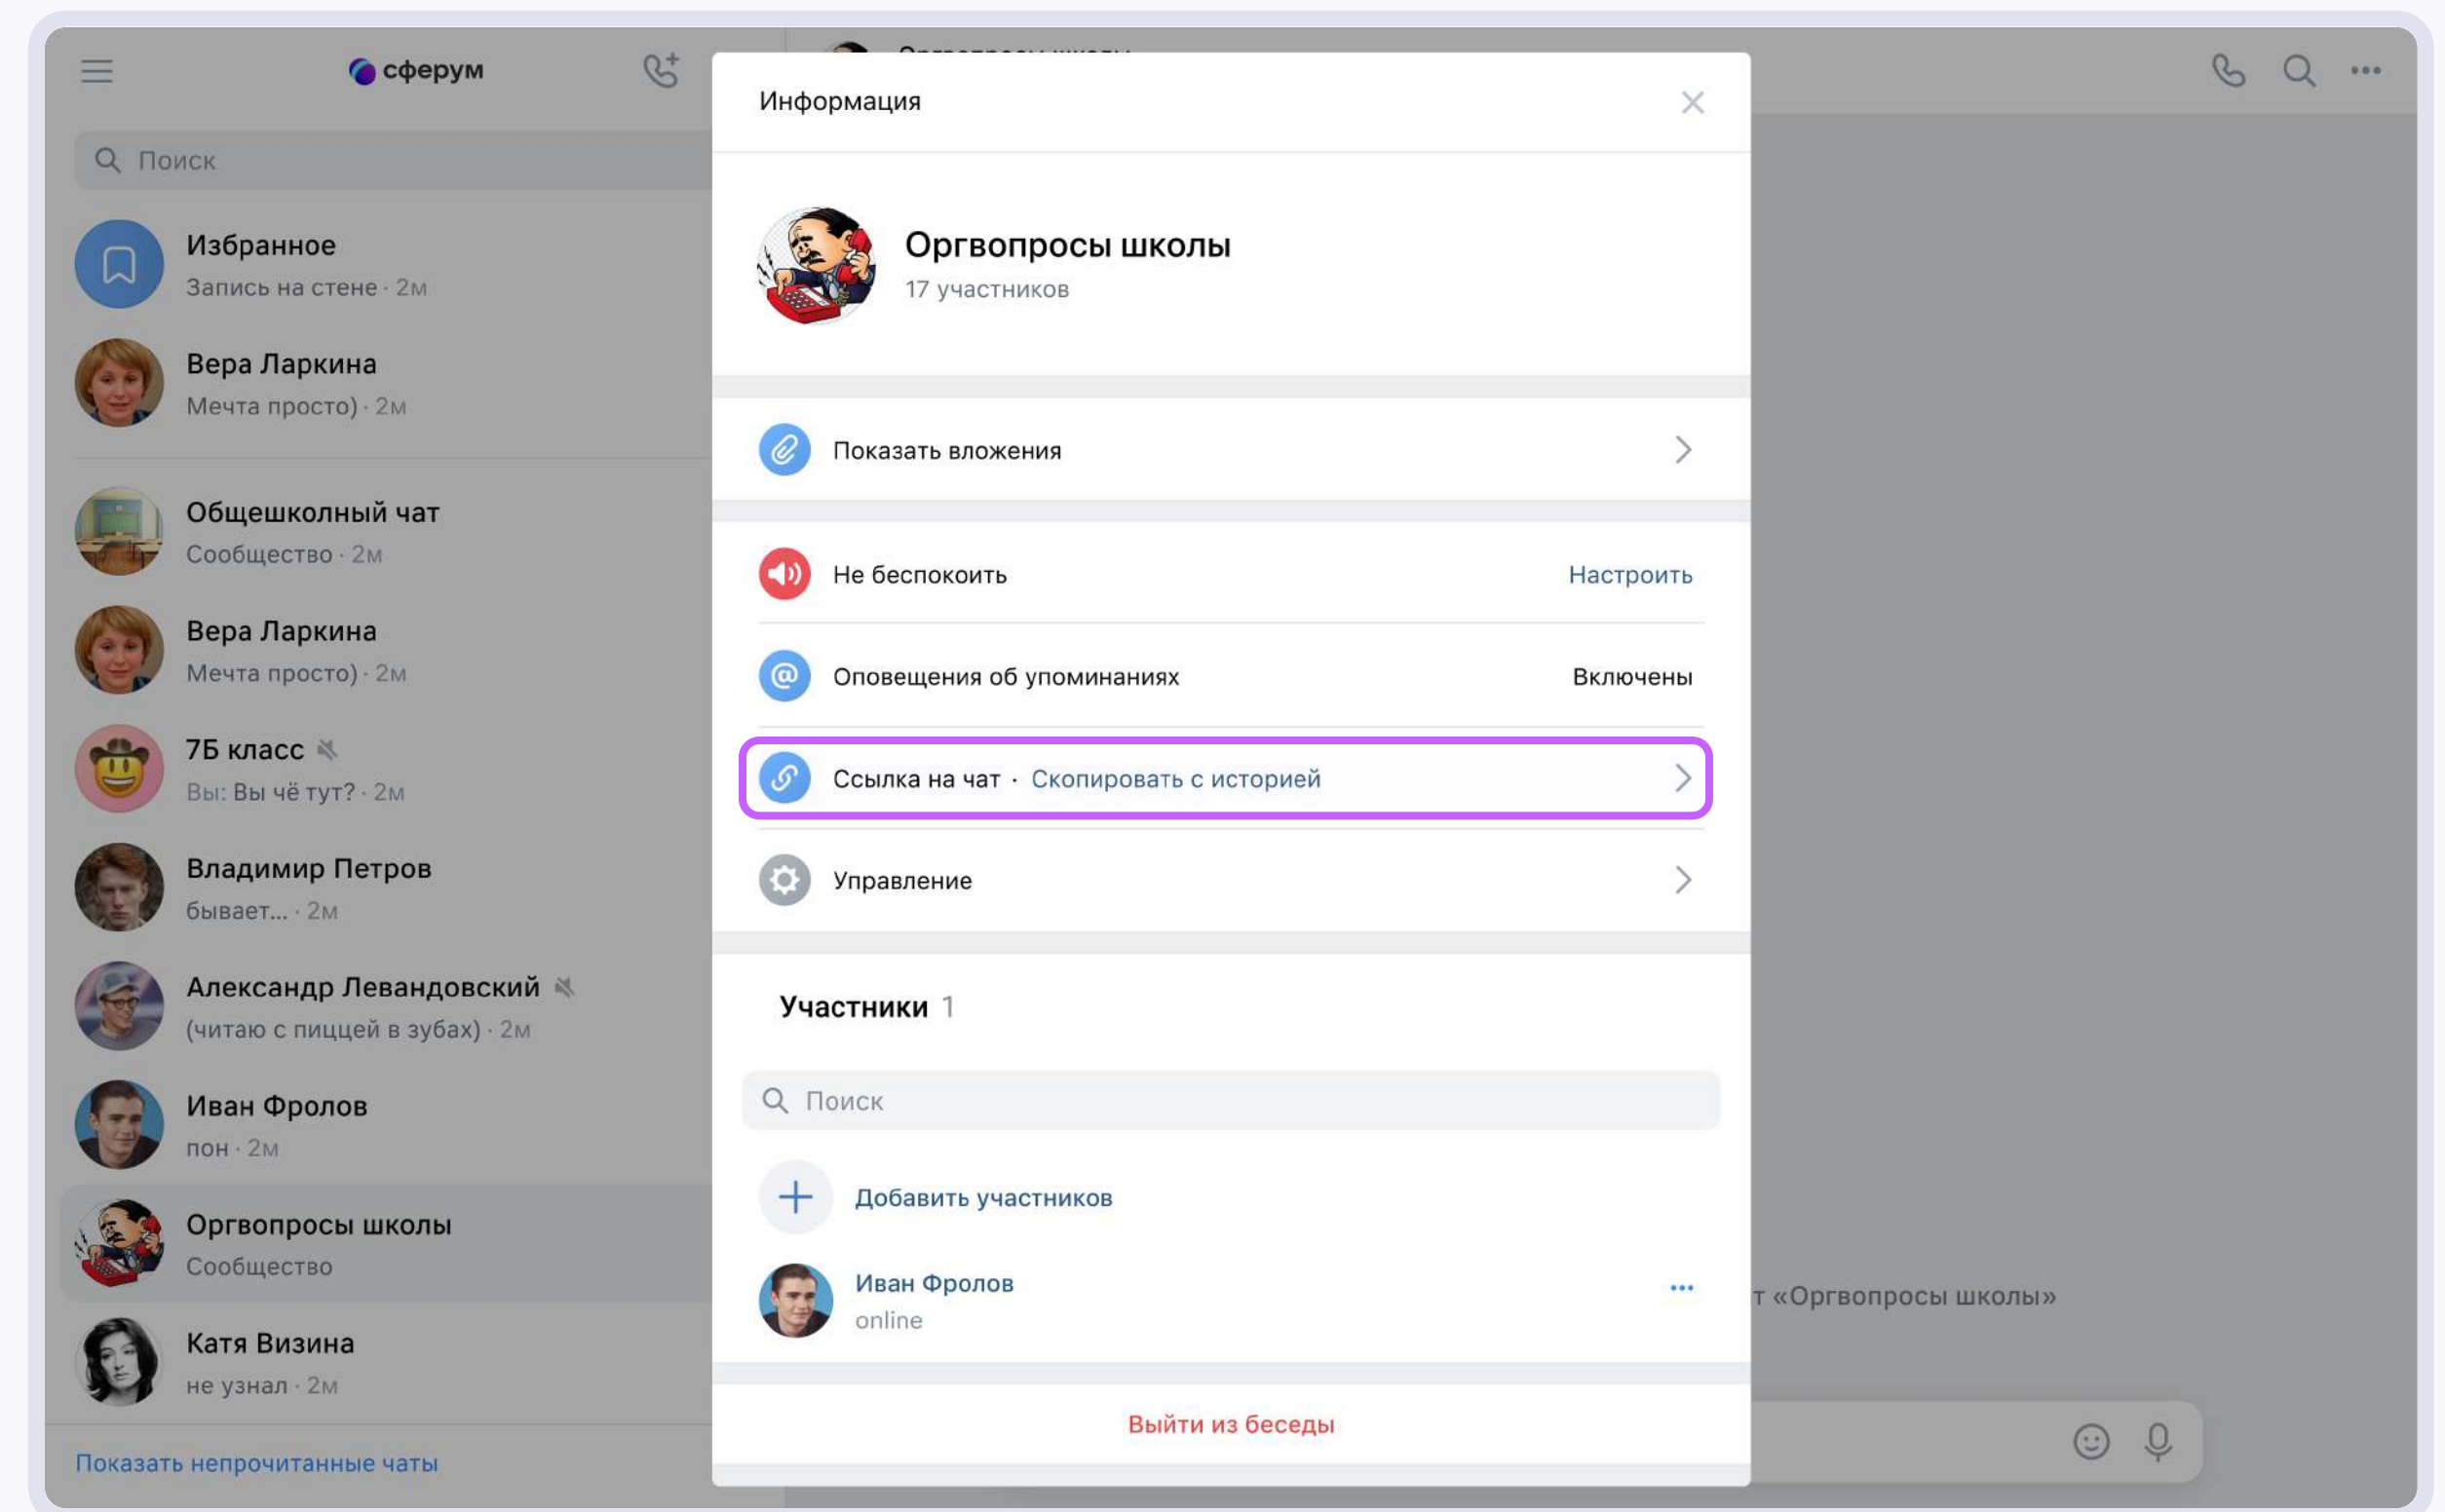 сферум
Поиск
Избранное
Запись на стене · 2м
Вера Ларкина
Мечта просто) · 2м
Общешколный чат
Сообщество · 2м
Вера Ларкина
Мечта просто) · 2м
7Б класс
Вы: Вы чё тут? · 2м
Владимир Петров
бывает... · 2м
Александр Левандовский
(читаю с пиццей в зубах) · 2м
Иван Фролов
пон · 2м
Оргвопросы школы
Сообщество
Катя Визина
не узнал · 2м
Показать непрочитанные чаты
Информация
Оргвопросы школы
17 участников
Показать вложения
Не беспокоить Настроить
Оповещения об упоминаниях Включены
Ссылка на чат · Скопировать с историей
Управление
Участники 1
Поиск
Добавить участников
Иван Фролов
online
Выйти из беседы
т «Оргвопросы школы»